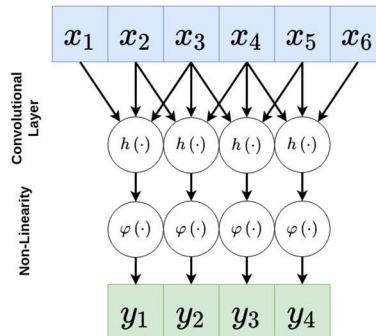 x₁ x₂ x₃ x₄ x₅ x₆
Convolutional
Layer
h(·) h(·) h(·) h(·)
Non-Linearity
φ(·) φ(·) φ(·) φ(·)
y₁ y₂ y₃ y₄